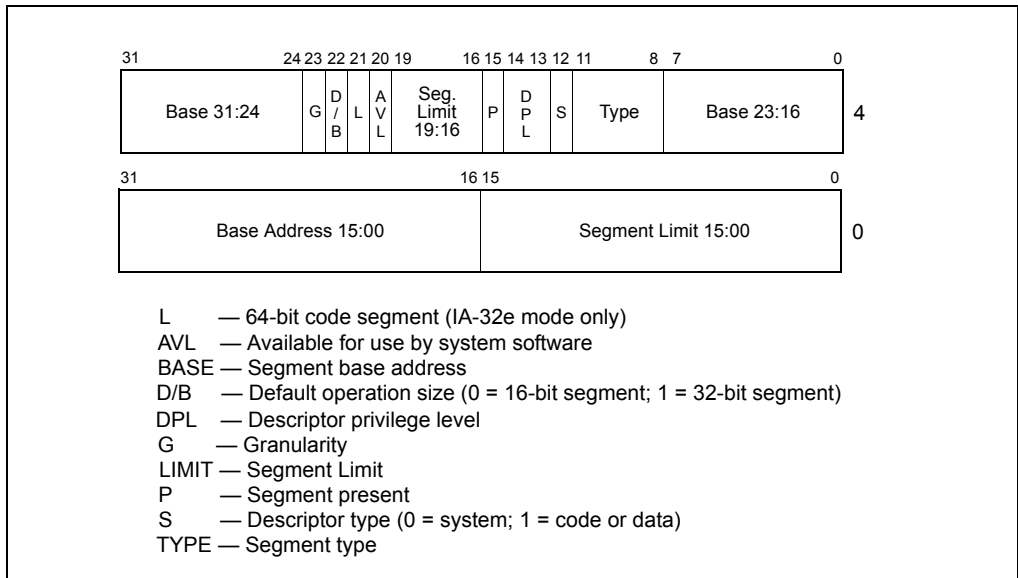 31 24 23 22 21 20 19 16 15 14 13 12 11 8 7 0
Base 31:24 G D/B L AVL Seg. Limit 19:16 P DPL S Type Base 23:16 4
31 16 15 0
Base Address 15:00 Segment Limit 15:00 0
L — 64-bit code segment (IA-32e mode only)
AVL — Available for use by system software
BASE — Segment base address
D/B — Default operation size (0 = 16-bit segment; 1 = 32-bit segment)
DPL — Descriptor privilege level
G — Granularity
LIMIT — Segment Limit
P — Segment present
S — Descriptor type (0 = system; 1 = code or data)
TYPE — Segment type